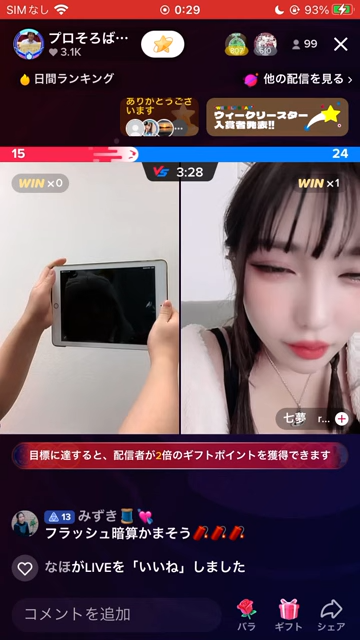 SIMなし 0:29 93%
プロそろば…
3.1K
607 610 99
日間ランキング 他の配信を見る
ありがとうござ
います
ウィークリースター
入賞者発表!!
15 VS 24
3:28
WIN ×0 WIN ×1
七夢 r...
目標に達すると、配信者が2倍のギフトポイントを獲得できます
13 みずき🧵💘
フラッシュ暗算かまそう🧨🧨🧨
なほがLIVEを「いいね」しました
コメントを追加 バラ ギフト シェア